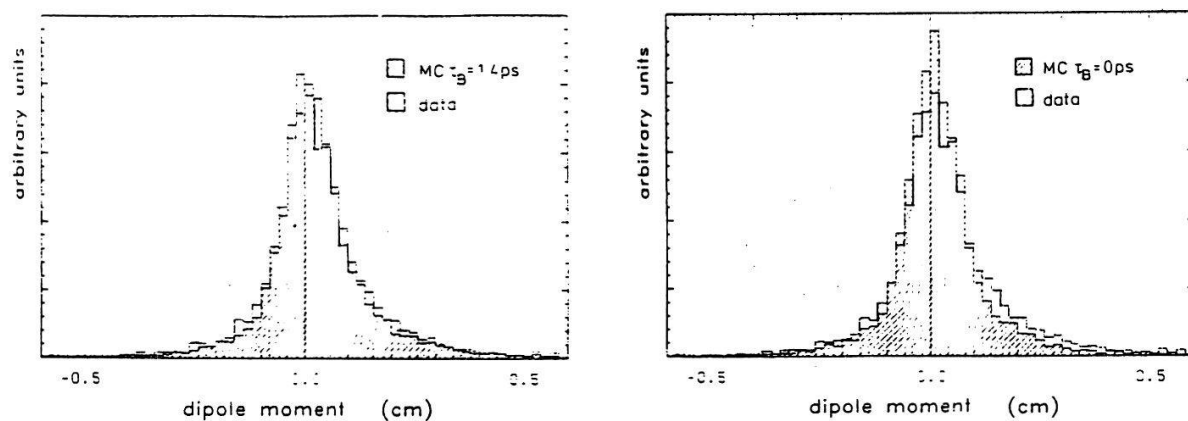 arbitrary units
MC τB=1.4ps
data
-0.5 0.0 0.5
dipole moment (cm)
arbitrary units
MC τB=0ps
data
-0.5 0.0 0.5
dipole moment (cm)